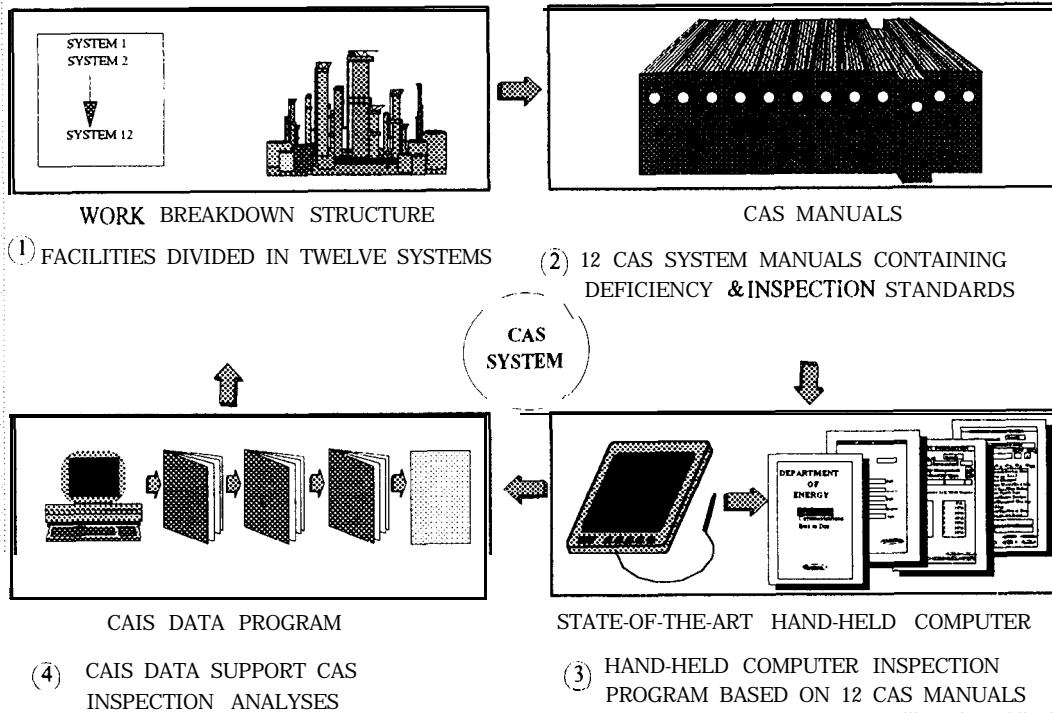 SYSTEM 1
SYSTEM 2
SYSTEM 12
WORK BREAKDOWN STRUCTURE
(1) FACILITIES DIVIDED IN TWELVE SYSTEMS
CAS MANUALS
(2) 12 CAS SYSTEM MANUALS CONTAINING
DEFICIENCY & INSPECTION STANDARDS
CAS
SYSTEM
DEPARTMENT
OF
ENERGY
STATE-OF-THE-ART HAND-HELD COMPUTER
(3) HAND-HELD COMPUTER INSPECTION
PROGRAM BASED ON 12 CAS MANUALS
CAIS DATA PROGRAM
(4) CAIS DATA SUPPORT CAS
INSPECTION ANALYSES